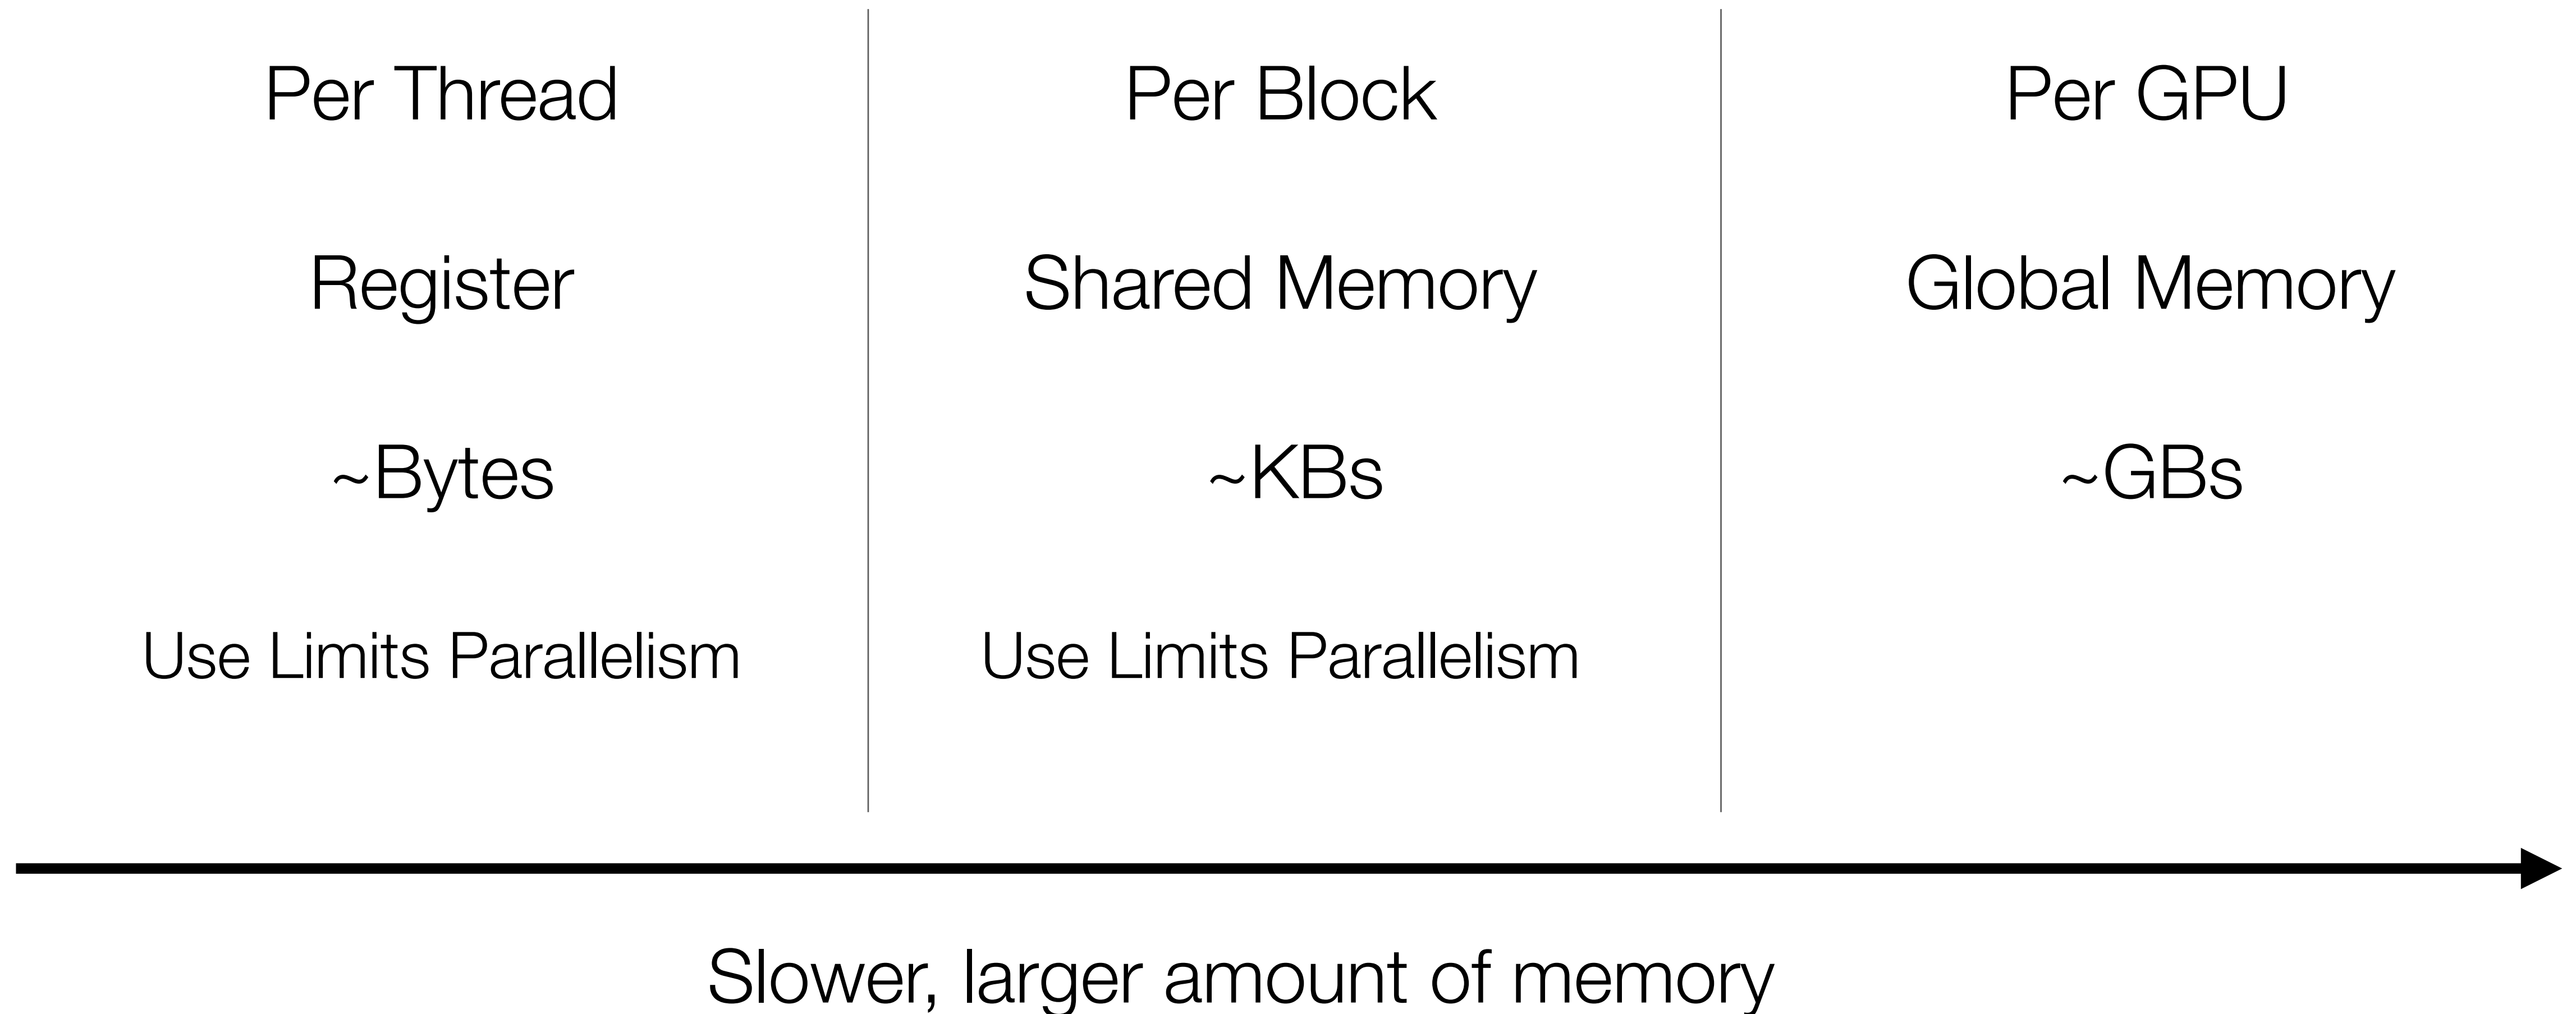 Per Thread
Register
~Bytes
Use Limits Parallelism
Per Block
Shared Memory
~KBs
Use Limits Parallelism
Per GPU
Global Memory
~GBs
Slower, larger amount of memory